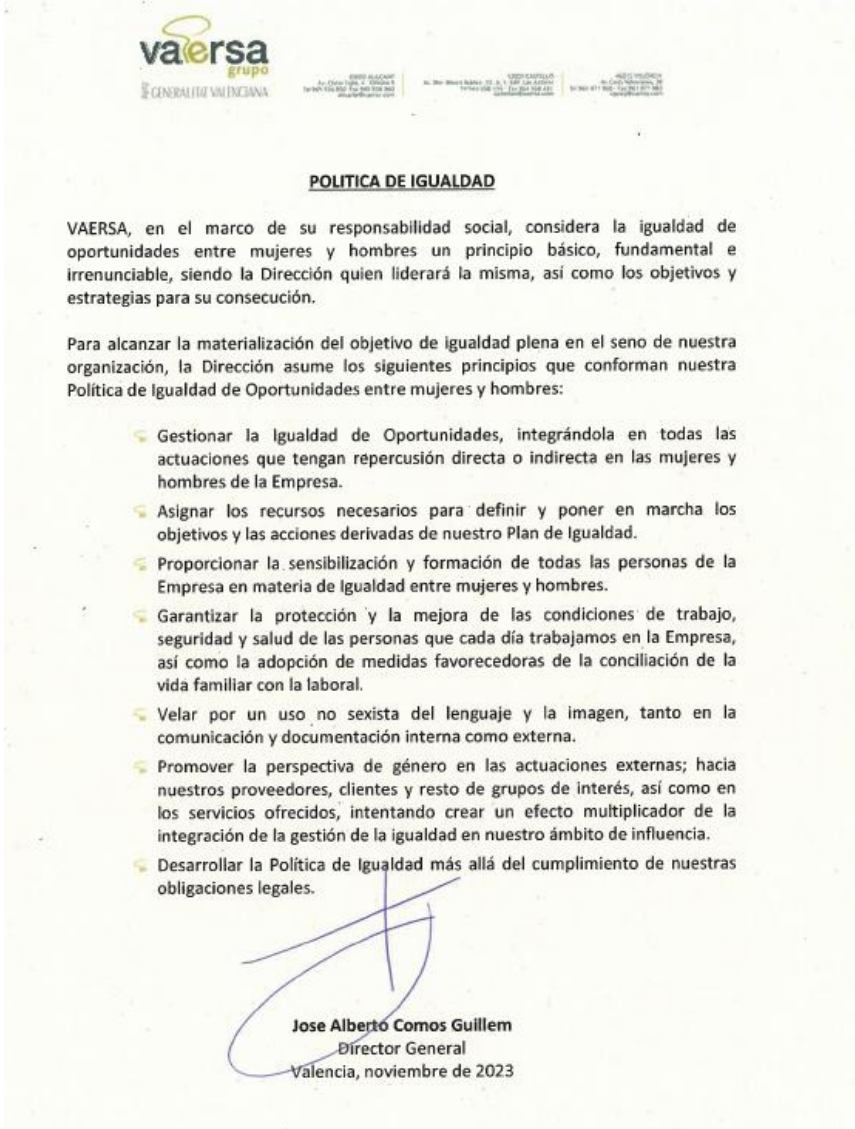 vaersa
grupo
GENERALITAT VALENCIANA
POLITICA DE IGUALDAD
VAERSA, en el marco de su responsabilidad social, considera la igualdad de
oportunidades entre mujeres y hombres un principio básico, fundamental e
irrenunciable, siendo la Dirección quien liderará la misma, así como los objetivos y
estrategias para su consecución.
Para alcanzar la materialización del objetivo de igualdad plena en el seno de nuestra
organización, la Dirección asume los siguientes principios que conforman nuestra
Política de Igualdad de Oportunidades entre mujeres y hombres:
Gestionar la Igualdad de Oportunidades, integrándola en todas las
actuaciones que tengan repercusión directa o indirecta en las mujeres y
hombres de la Empresa.
Asignar los recursos necesarios para definir y poner en marcha los
objetivos y las acciones derivadas de nuestro Plan de Igualdad.
Proporcionar la sensibilización y formación de todas las personas de la
Empresa en materia de Igualdad entre mujeres y hombres.
Garantizar la protección y la mejora de las condiciones de trabajo,
seguridad y salud de las personas que cada día trabajamos en la Empresa,
así como la adopción de medidas favorecedoras de la conciliación de la
vida familiar con la laboral.
Velar por un uso no sexista del lenguaje y la imagen, tanto en la
comunicación y documentación interna como externa.
Promover la perspectiva de género en las actuaciones externas; hacia
nuestros proveedores, clientes y resto de grupos de interés, así como en
los servicios ofrecidos, intentando crear un efecto multiplicador de la
integración de la gestión de la igualdad en nuestro ámbito de influencia.
Desarrollar la Política de Igualdad más allá del cumplimiento de nuestras
obligaciones legales.
Jose Alberto Comos Guillem
Director General
Valencia, noviembre de 2023